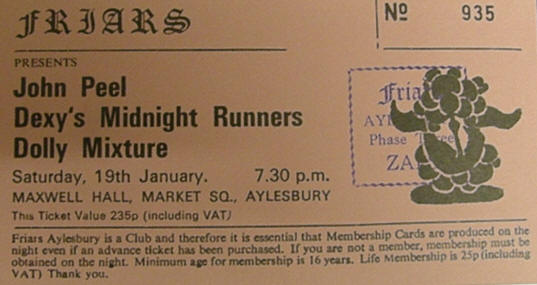 FRIARS
Nº 935
PRESENTS
John Peel
Dexy's Midnight Runners
Dolly Mixture
Saturday, 19th January. 7.30 p.m.
MAXWELL HALL, MARKET SQ., AYLESBURY
This Ticket Value 235p (including VAT)
Fria
AY
Phase T ree
ZA
Friars Aylesbury is a Club and therefore it is essential that Membership Cards are produced on the
night even if an advance ticket has been purchased. If you are not a member, membership must be
obtained on the night. Minimum age for membership is 16 years. Life Membership is 25p (including
VAT) Thank you.